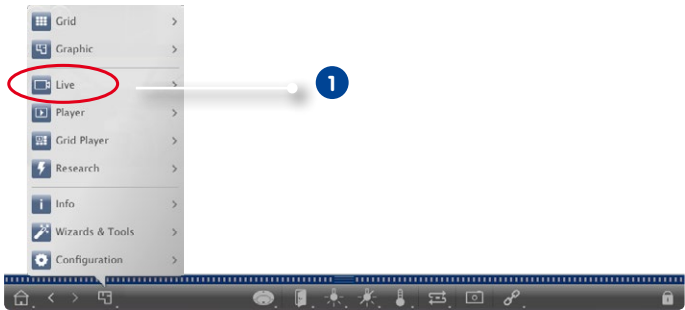 Grid
Graphic
Live
1
Player
Grid Player
Research
Info
Wizards & Tools
Configuration